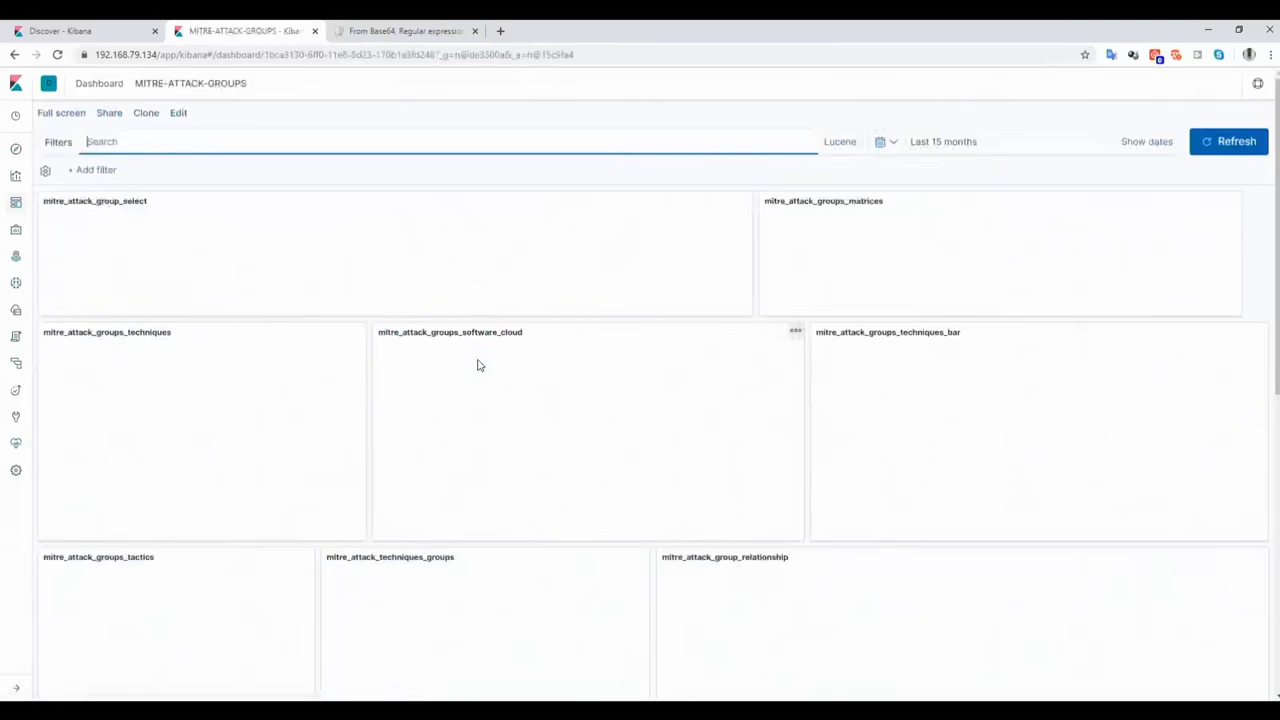 Discover - Kibana
MITRE-ATTACK-GROUPS - Kiba
From Base64, Regular expressio
Dashboard MITRE-ATTACK-GROUPS
Full screen Share Clone Edit
Filters Search Lucene Last 15 months Show dates Refresh
+ Add filter
mitre_attack_group_select
mitre_attack_groups_matrices
mitre_attack_groups_techniques
mitre_attack_groups_software_cloud
mitre_attack_groups_techniques_bar
mitre_attack_groups_tactics
mitre_attack_techniques_groups
mitre_attack_group_relationship